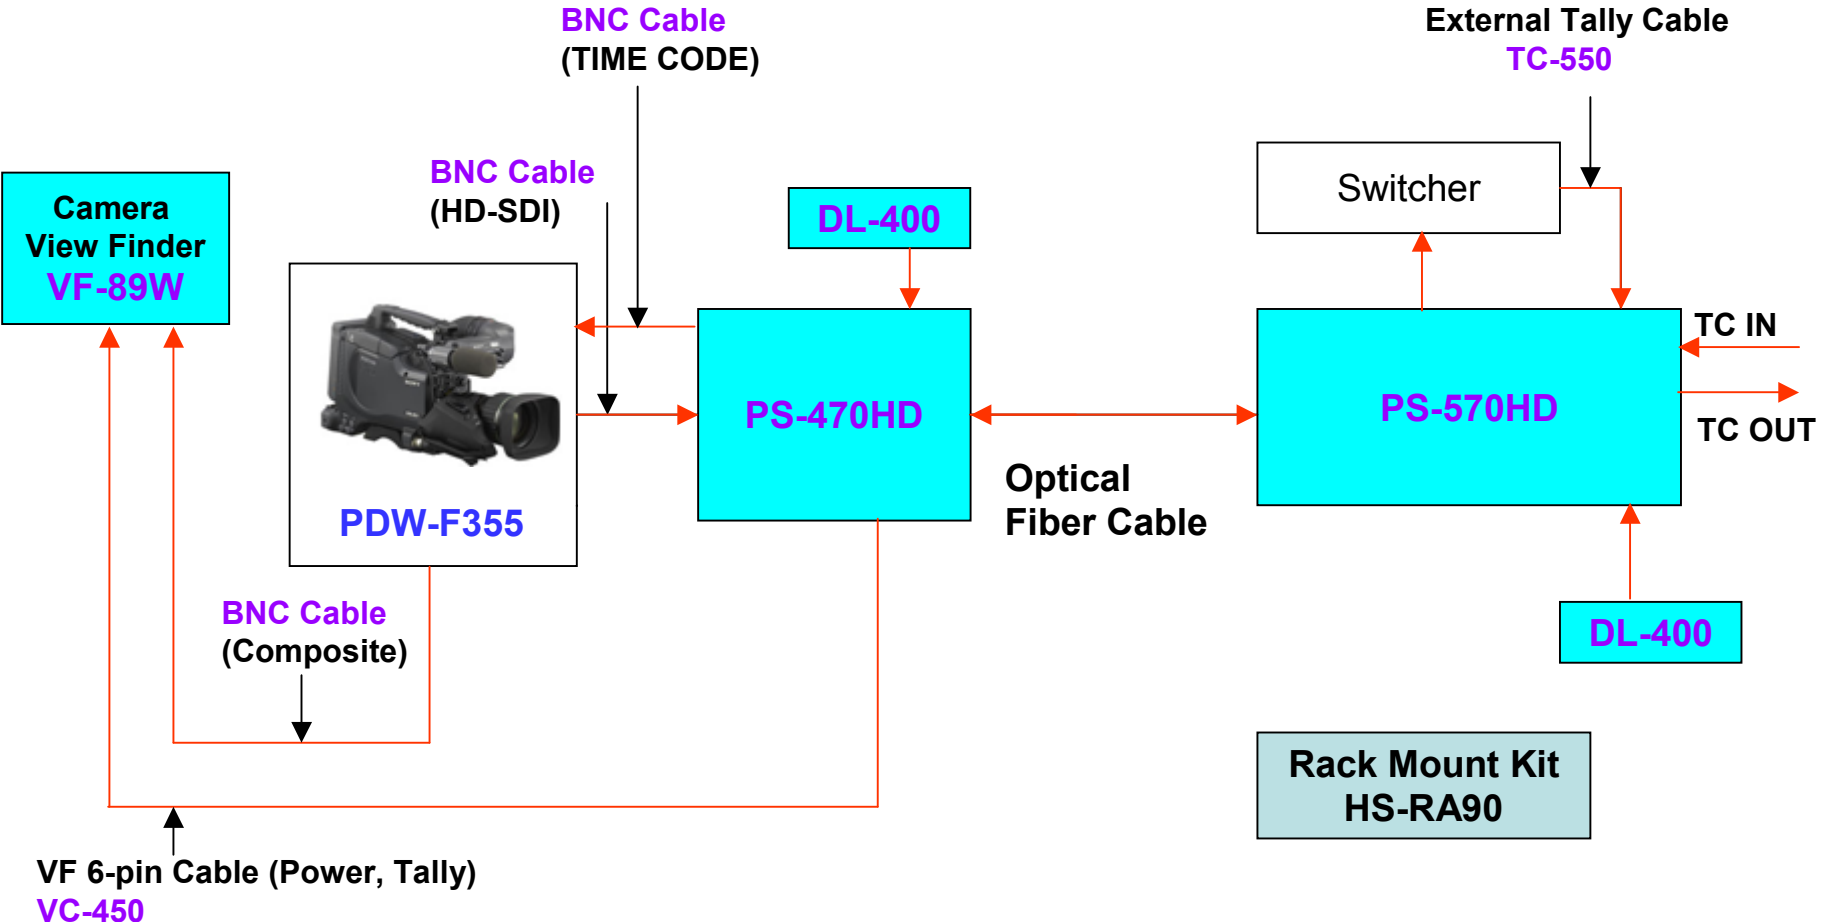 BNC Cable
(TIME CODE)
External Tally Cable
TC-550
BNC Cable
(HD-SDI)
Switcher
Camera
View Finder
VF-89W
DL-400
TC IN
PS-470HD
PS-570HD
TC OUT
Optical
Fiber Cable
PDW-F355
BNC Cable
(Composite)
DL-400
Rack Mount Kit
HS-RA90
VF 6-pin Cable (Power, Tally)
VC-450